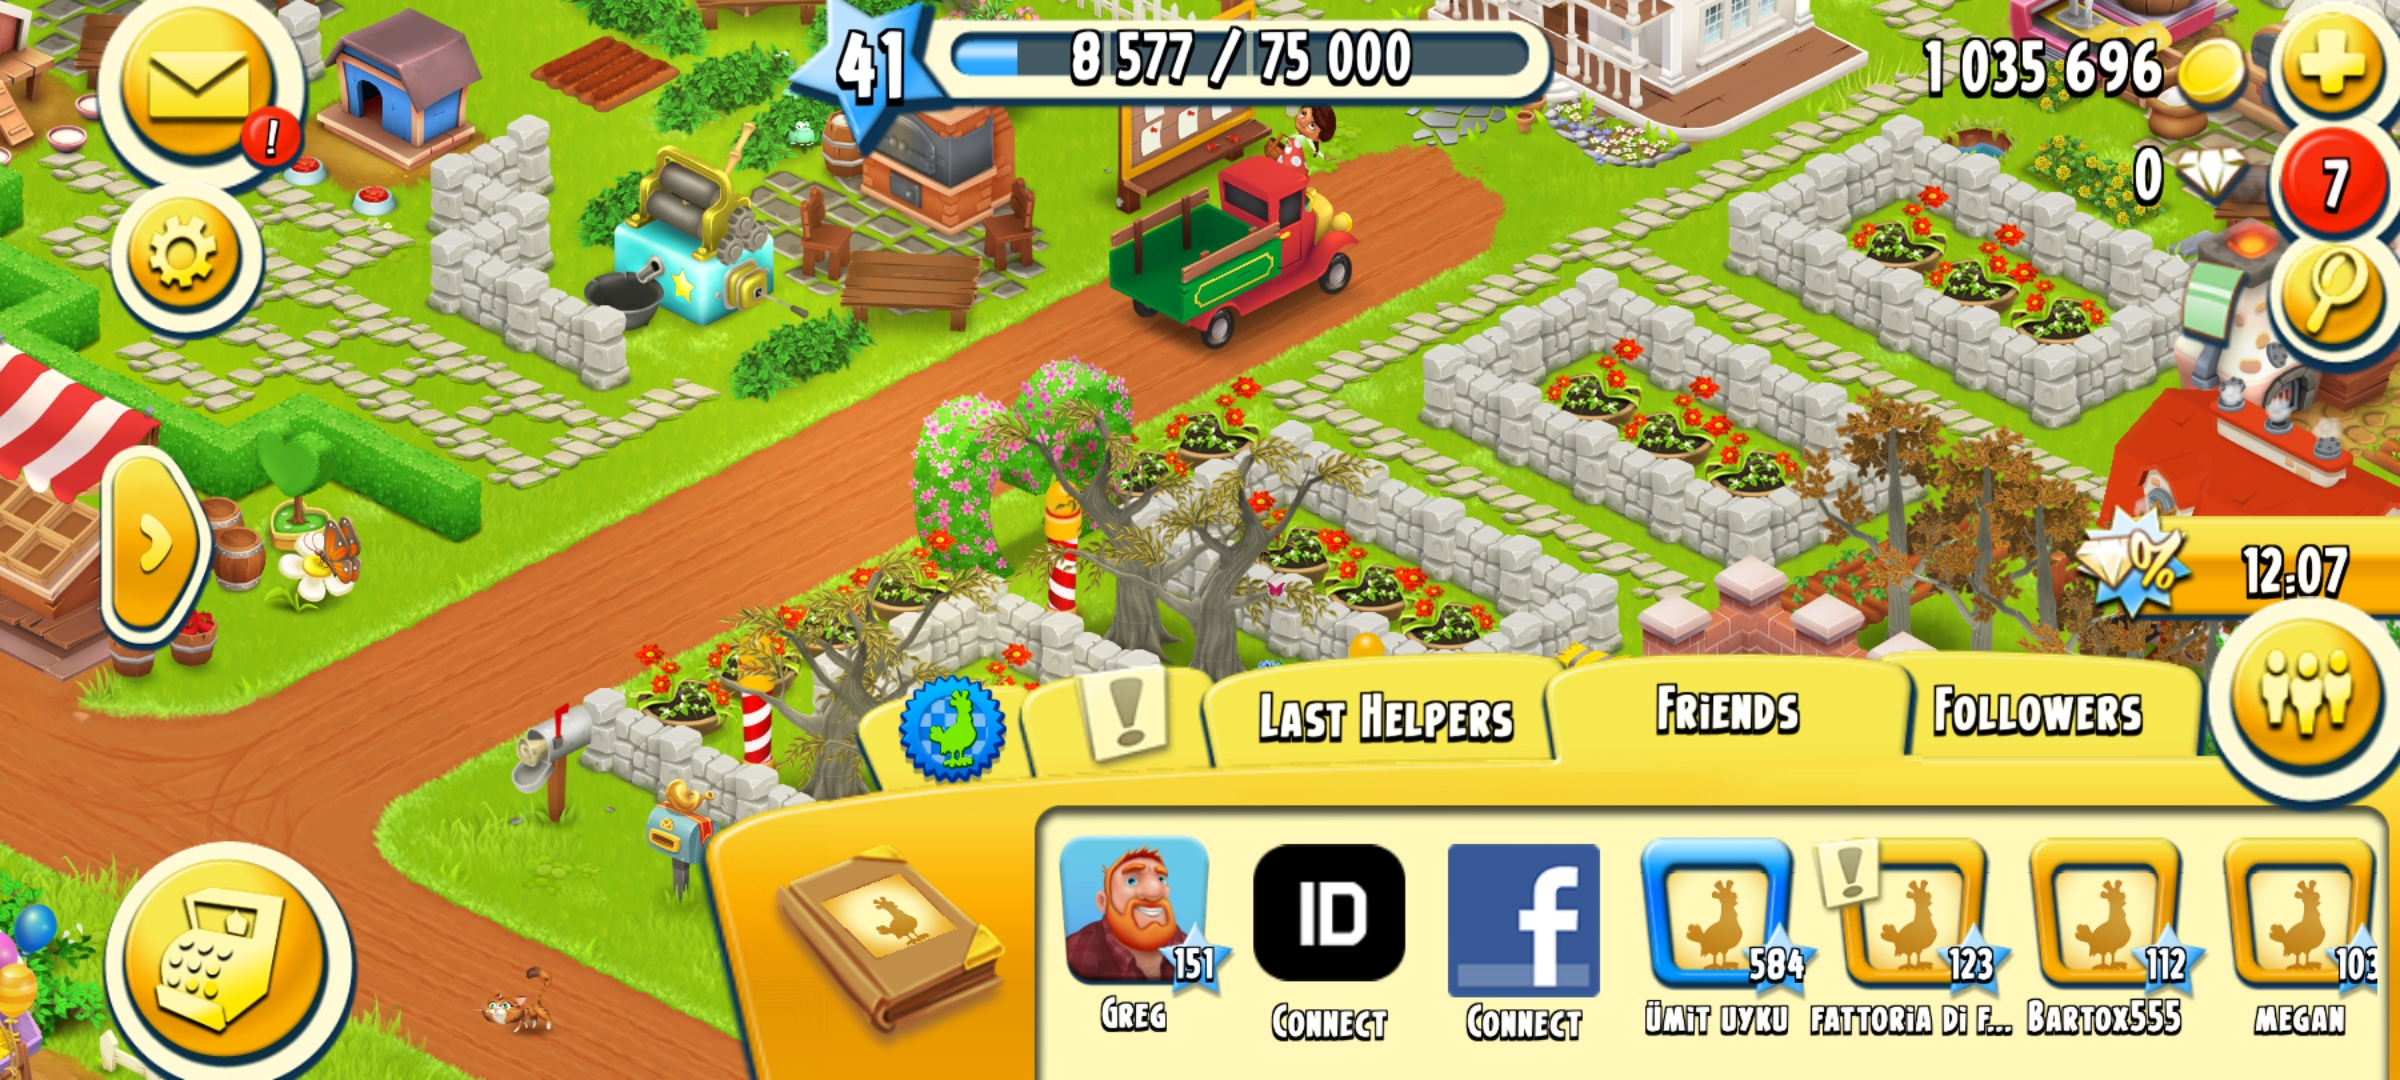 41
8 577 / 75 000
1 035 696
!
0
7
12:07
%
LAST HELPERS
FRIENDS
FOLLOWERS
!
ID
f
!
151
584
123
112
103
GREG
CONNECT
CONNECT
ÜMİT UYKU
FATTORIA DI F...
BARTOX555
MEGAN